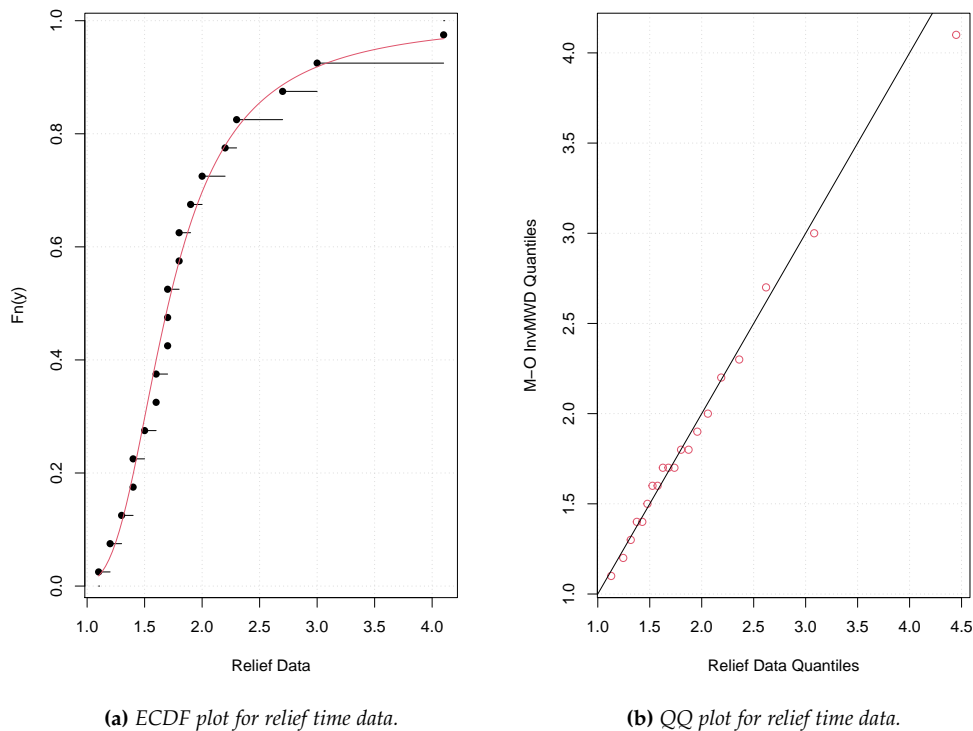 1.0
0.8
0.6
0.4
0.2
0.0
Fn(y)
1.0 1.5 2.0 2.5 3.0 3.5 4.0
Relief Data
(a) ECDF plot for relief time data.
4.0
3.5
3.0
2.5
2.0
1.5
1.0
M−O InvMWD Quantiles
1.0 1.5 2.0 2.5 3.0 3.5 4.0 4.5
Relief Data Quantiles
(b) QQ plot for relief time data.